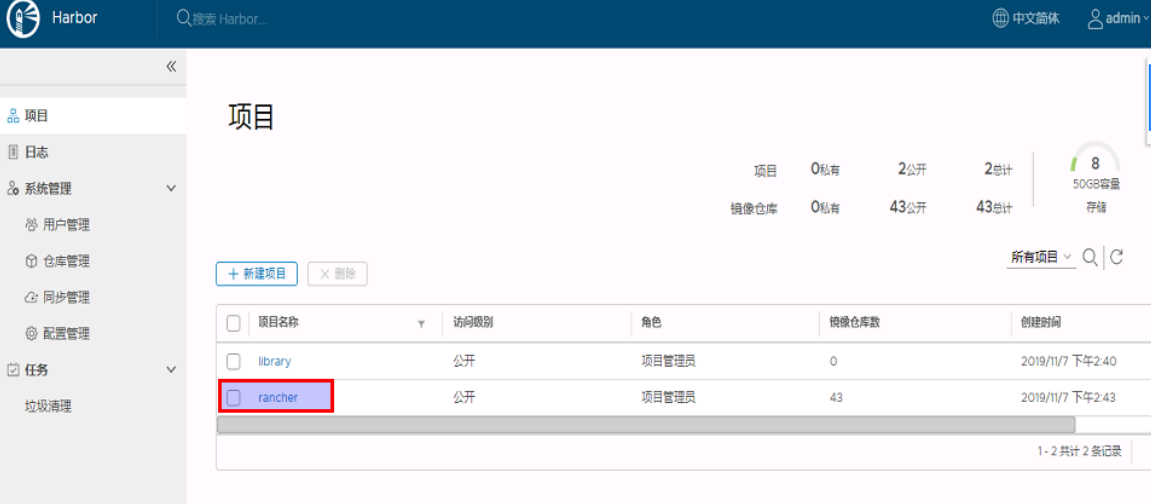 Harbor
搜索 Harbor...
中文简体
admin
项目
日志
系统管理
用户管理
仓库管理
同步管理
配置管理
任务
垃圾清理
项目
项目 0私有 2公开 2总计
镜像仓库 0私有 43公开 43总计
8
50GB容量
存储
所有项目
新建项目 删除
项目名称 访问级别 角色 镜像仓库数 创建时间
library 公开 项目管理员 0 2019/11/7 下午2:40
rancher 公开 项目管理员 43 2019/11/7 下午2:43
1 - 2 共计 2 条记录